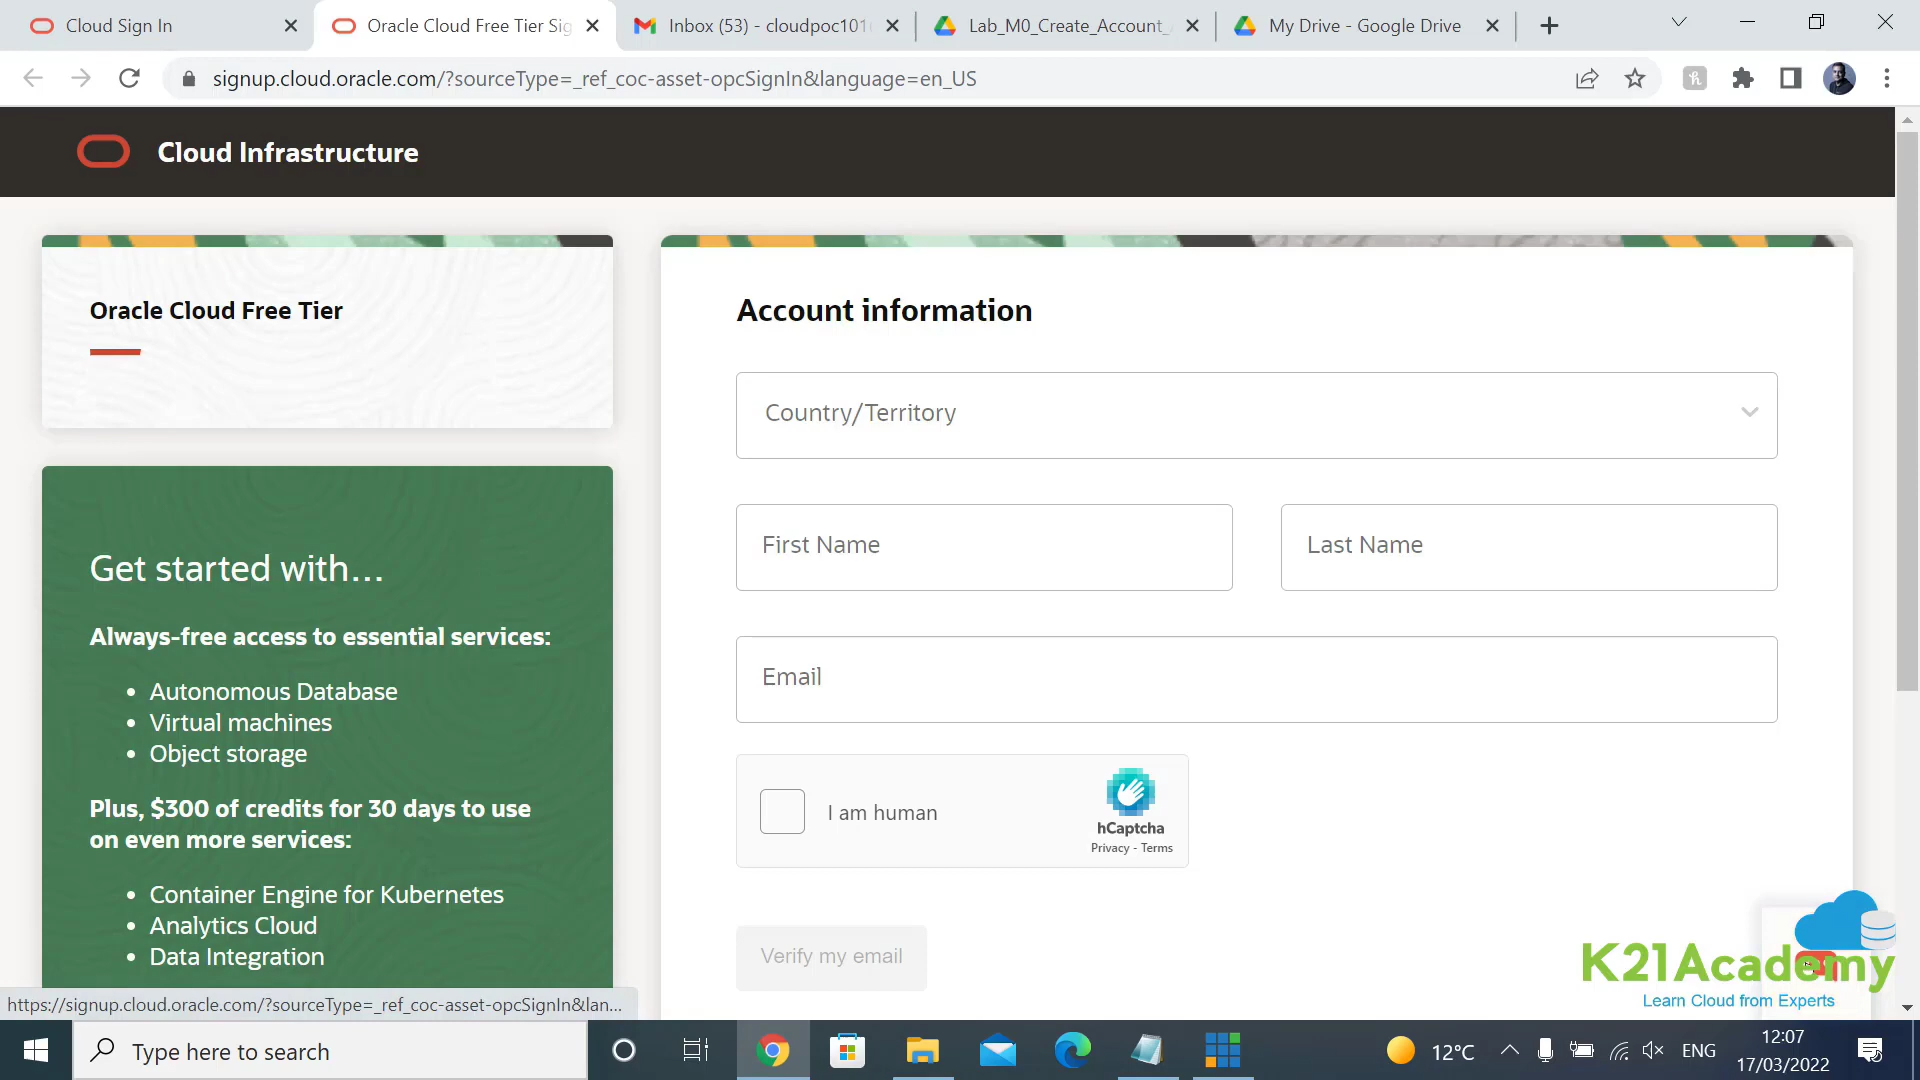 Cloud Sign In
Oracle Cloud Free Tier Sig
Inbox (53) - cloudpoc101
Lab_M0_Create_Account_
My Drive - Google Drive
signup.cloud.oracle.com/?sourceType=_ref_coc-asset-opcSignIn&language=en_US
Cloud Infrastructure
Oracle Cloud Free Tier
Get started with...
Always-free access to essential services:
• Autonomous Database
• Virtual machines
• Object storage
Plus, $300 of credits for 30 days to use
on even more services:
• Container Engine for Kubernetes
• Analytics Cloud
• Data Integration
Account information
Country/Territory
First Name
Last Name
Email
I am human
hCaptcha
Privacy - Terms
Verify my email
K21Academy
Learn Cloud from Experts
https://signup.cloud.oracle.com/?sourceType=_ref_coc-asset-opcSignIn&lan...
Type here to search
12°C
ENG
12:07
17/03/2022